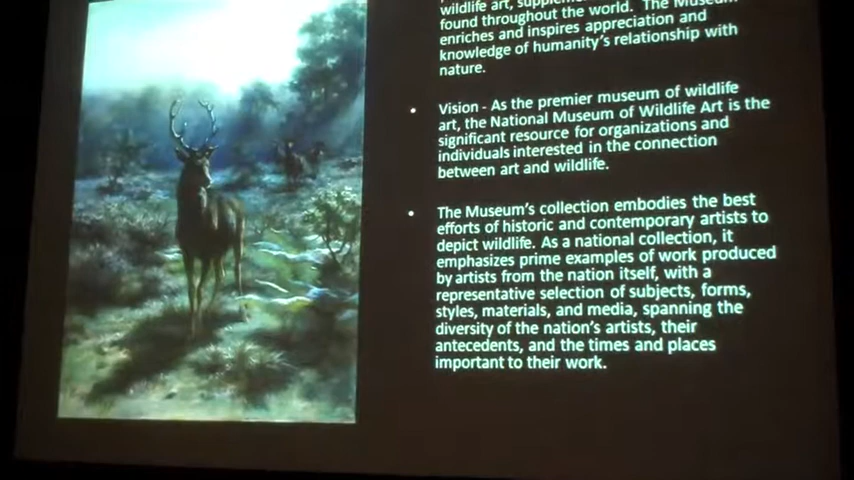 wildlife art, supplemented
found throughout the world. The Museum
enriches and inspires appreciation and
knowledge of humanity's relationship with
nature.
• Vision - As the premier museum of wildlife
art, the National Museum of Wildlife Art is the
significant resource for organizations and
individuals interested in the connection
between art and wildlife.
• The Museum's collection embodies the best
efforts of historic and contemporary artists to
depict wildlife. As a national collection, it
emphasizes prime examples of work produced
by artists from the nation itself, with a
representative selection of subjects, forms,
styles, materials, and media, spanning the
diversity of the nation's artists, their
antecedents, and the times and places
important to their work.